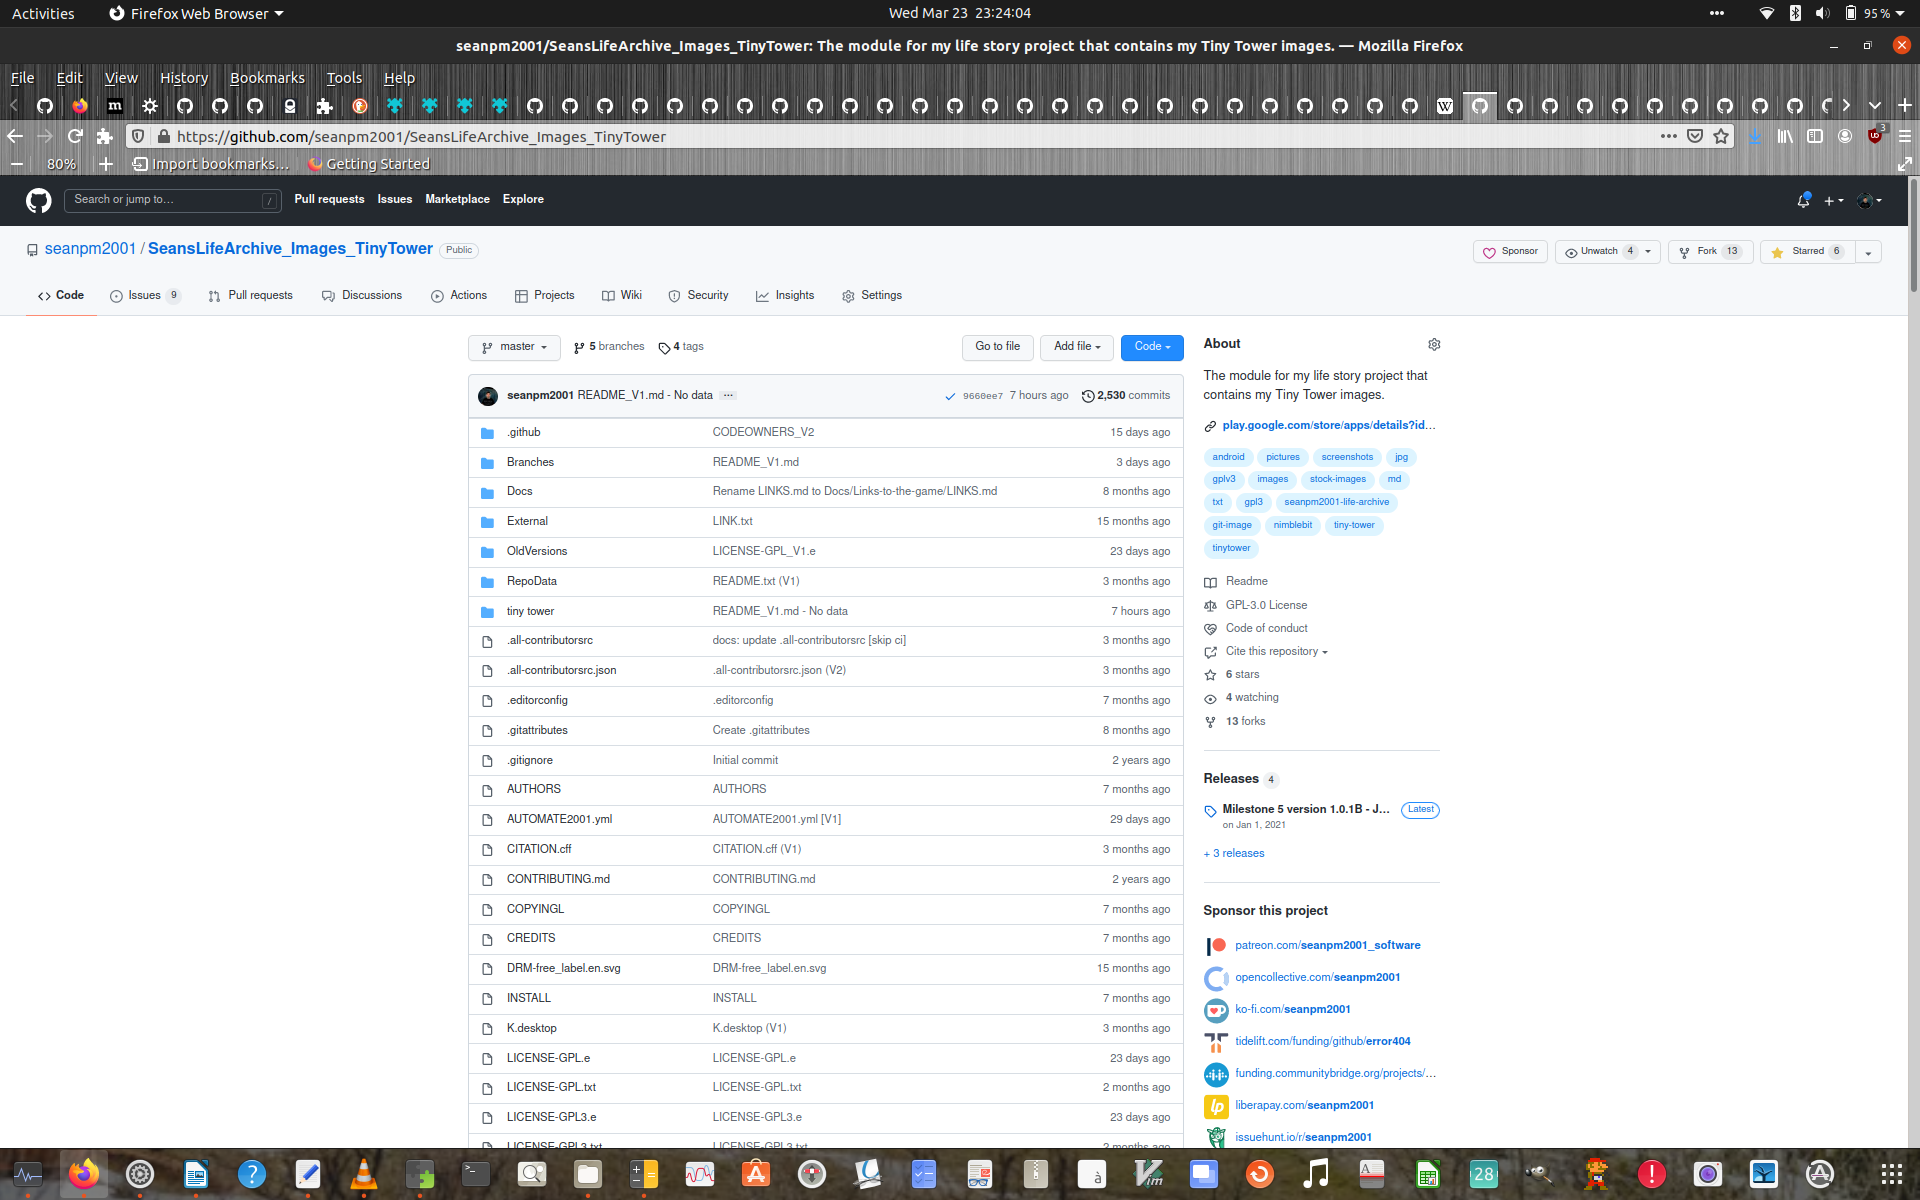 Activities
Firefox Web Browser
Wed Mar 23  23:24:04
95 %
seanpm2001/SeansLifeArchive_Images_TinyTower: The module for my life story project that contains my Tiny Tower images. — Mozilla Firefox
File Edit View History Bookmarks Tools Help
https://github.com/seanpm2001/SeansLifeArchive_Images_TinyTower
3
80%
Import bookmarks…
Getting Started
Search or jump to…
/
Pull requests Issues Marketplace Explore
seanpm2001 / SeansLifeArchive_Images_TinyTower Public
Sponsor
Unwatch 4
Fork 13
Starred 6
Code
Issues 9
Pull requests
Discussions
Actions
Projects
Wiki
Security
Insights
Settings
master
5 branches
4 tags
Go to file
Add file
Code
seanpm2001 README_V1.md - No data ...
9660ee7 7 hours ago
2,530 commits
.github CODEOWNERS_V2 15 days ago
Branches README_V1.md 3 days ago
Docs Rename LINKS.md to Docs/Links-to-the-game/LINKS.md 8 months ago
External LINK.txt 15 months ago
OldVersions LICENSE-GPL_V1.e 23 days ago
RepoData README.txt (V1) 3 months ago
tiny tower README_V1.md - No data 7 hours ago
.all-contributorsrc docs: update .all-contributorsrc [skip ci] 3 months ago
.all-contributorsrc.json .all-contributorsrc.json (V2) 3 months ago
.editorconfig .editorconfig 7 months ago
.gitattributes Create .gitattributes 8 months ago
.gitignore Initial commit 2 years ago
AUTHORS AUTHORS 7 months ago
AUTOMATE2001.yml AUTOMATE2001.yml [V1] 29 days ago
CITATION.cff CITATION.cff (V1) 3 months ago
CONTRIBUTING.md CONTRIBUTING.md 2 years ago
COPYINGL COPYINGL 7 months ago
CREDITS CREDITS 7 months ago
DRM-free_label.en.svg DRM-free_label.en.svg 15 months ago
INSTALL INSTALL 7 months ago
K.desktop K.desktop (V1) 3 months ago
LICENSE-GPL.e LICENSE-GPL.e 23 days ago
LICENSE-GPL.txt LICENSE-GPL.txt 2 months ago
LICENSE-GPL3.e LICENSE-GPL3.e 23 days ago
LICENSE-GPL3.txt LICENSE-GPL3.txt 2 months ago
About
The module for my life story project that
contains my Tiny Tower images.
play.google.com/store/apps/details?id...
android pictures screenshots jpg
gplv3 images stock-images md
txt gpl3 seanpm2001-life-archive
git-image nimblebit tiny-tower
tinytower
Readme
GPL-3.0 License
Code of conduct
Cite this repository
6 stars
4 watching
13 forks
Releases 4
Milestone 5 version 1.0.1B - J... Latest
on Jan 1, 2021
+ 3 releases
Sponsor this project
patreon.com/seanpm2001_software
opencollective.com/seanpm2001
ko-fi.com/seanpm2001
tidelift.com/funding/github/error404
funding.communitybridge.org/projects/...
liberapay.com/seanpm2001
issuehunt.io/r/seanpm2001
28